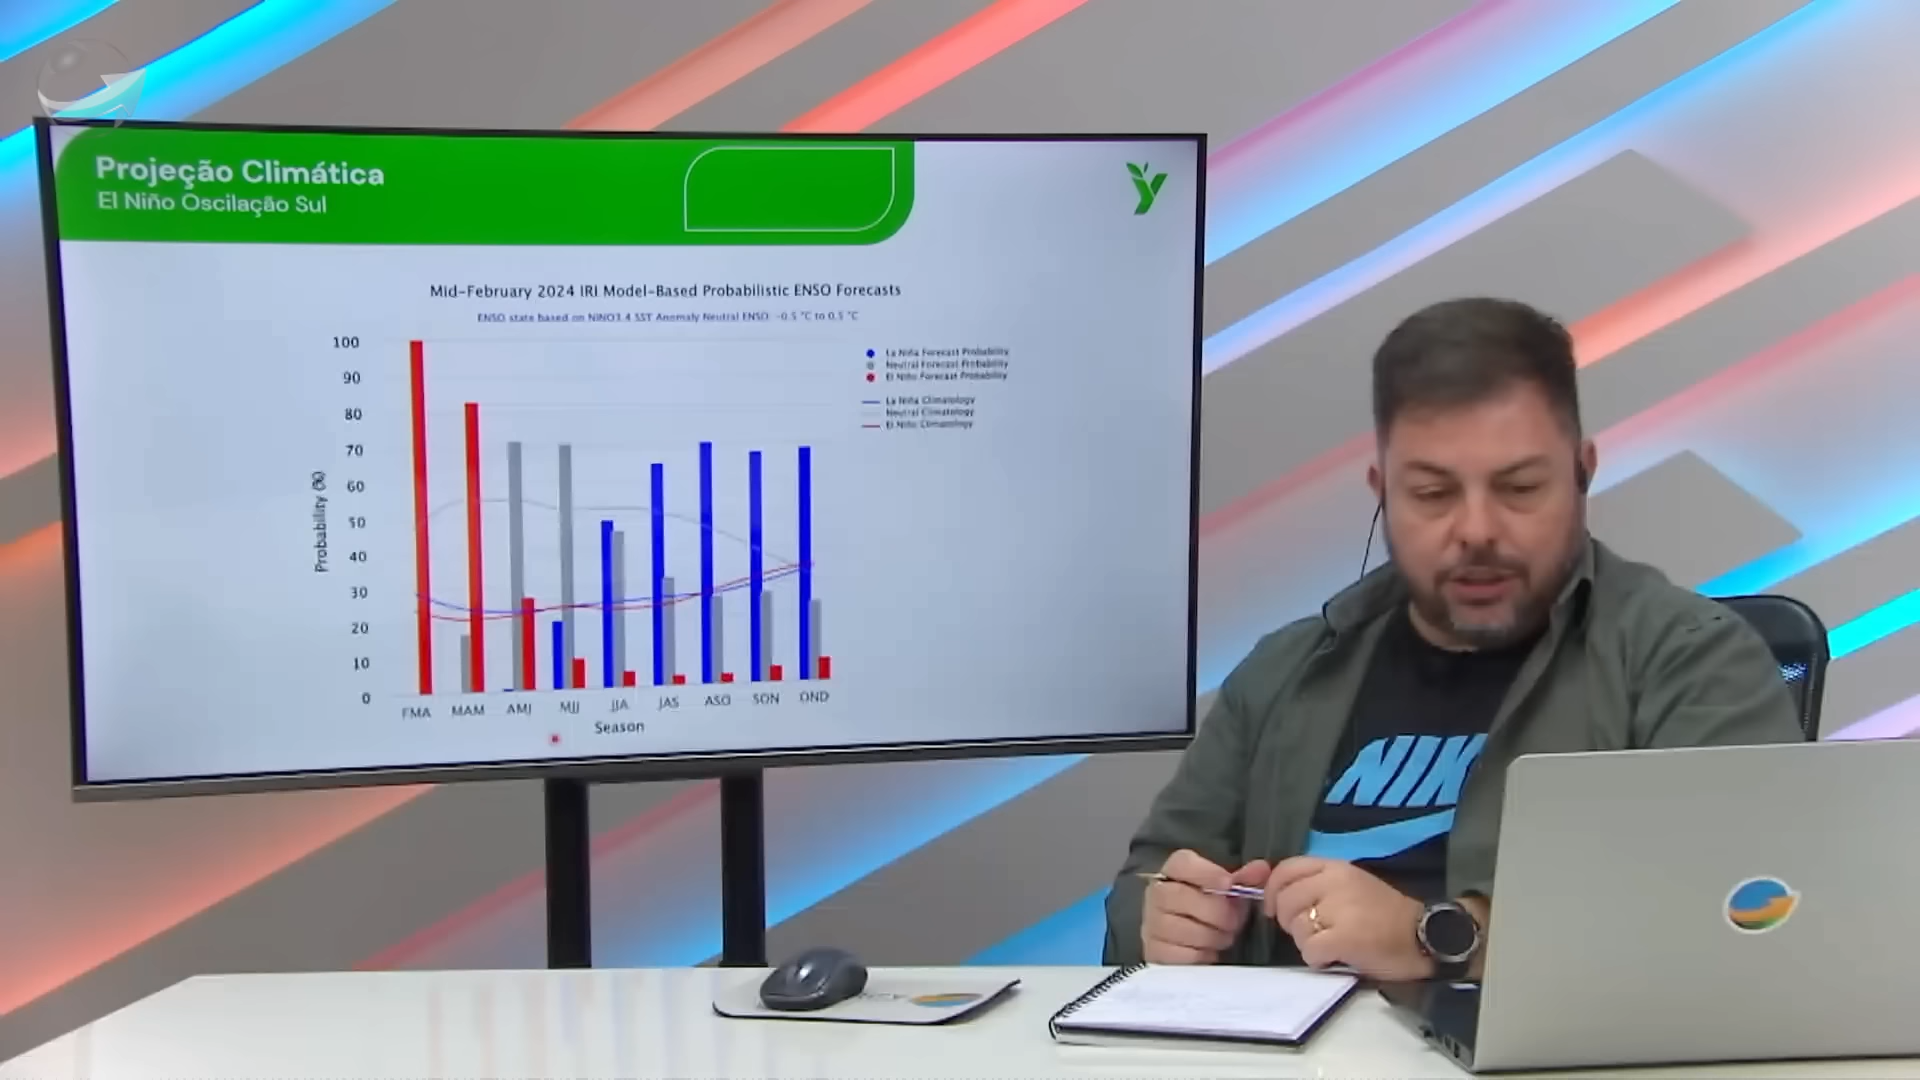 Projeção Climática
El Niño Oscilação Sul
Mid-February 2024 IRI Model-Based Probabilistic ENSO Forecasts
ENSO state based on NINO3.4 SST Anomaly Neutral ENSO: -0.5 °C to 0.5 °C
La Niña Forecast Probability
Neutral Forecast Probability
El Niño Forecast Probability
La Niña Climatology
Neutral Climatology
El Niño Climatology
Probability (%)
100
90
80
70
60
50
40
30
20
10
0
FMA MAM AMJ MJJ JJA JAS ASO SON OND
Season
NIK